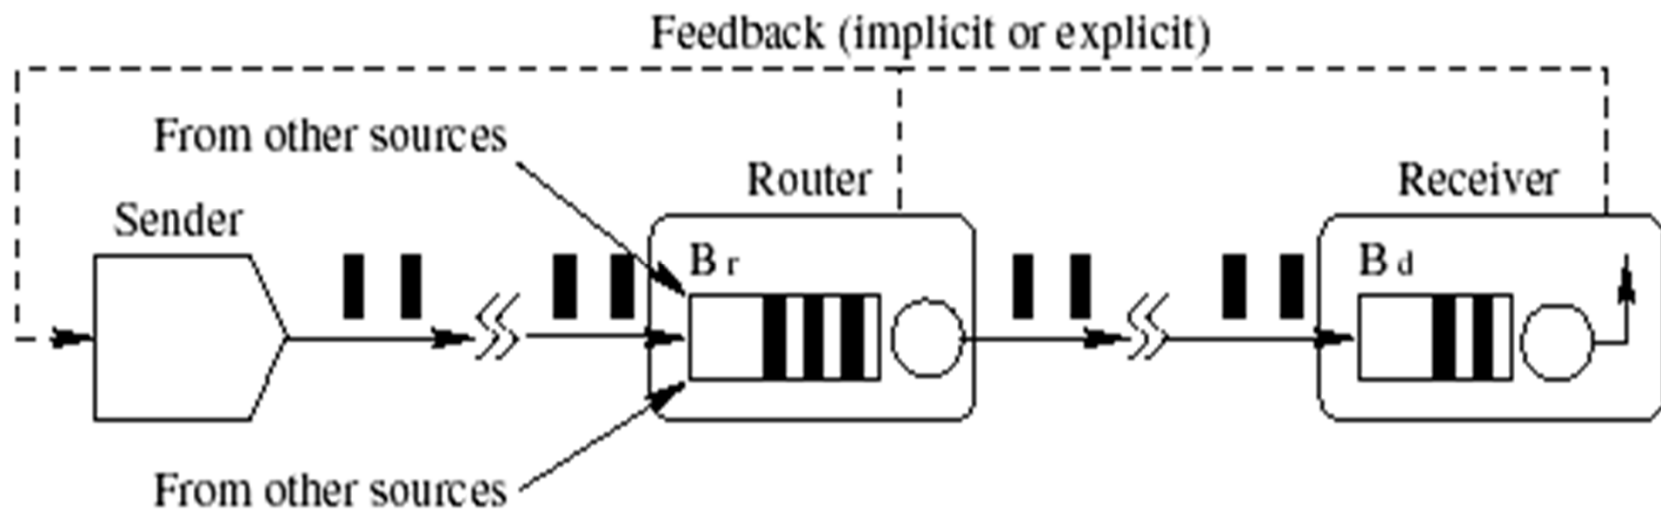 Feedback (implicit or explicit)
From other sources
Router
Receiver
Sender
B r
B d
From other sources